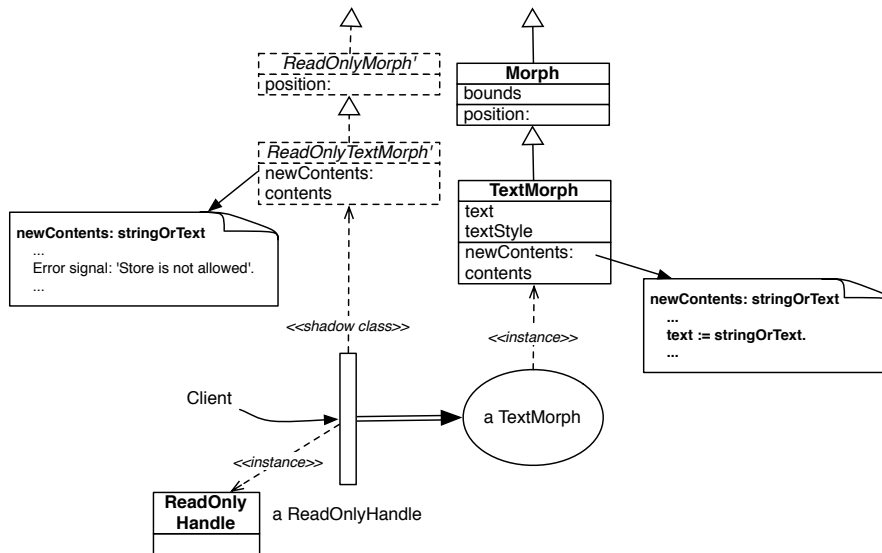 ReadOnlyMorph'
position:
Morph
bounds
position:
ReadOnlyTextMorph'
newContents:
contents
TextMorph
text
textStyle
newContents:
contents
newContents: stringOrText
...
Error signal: 'Store is not allowed'.
...
newContents: stringOrText
...
text := stringOrText.
...
<<shadow class>>
<<instance>>
Client
a TextMorph
<<instance>>
ReadOnly
Handle
a ReadOnlyHandle